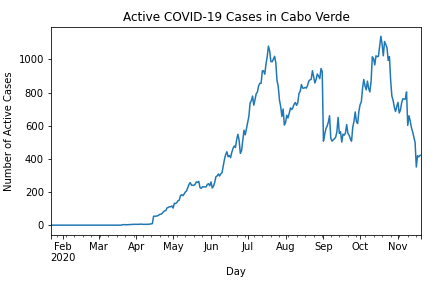 Active COVID-19 Cases in Cabo Verde
Number of Active Cases
1000
800
600
400
200
0
Feb Mar Apr May Jun Jul Aug Sep Oct Nov
2020
Day